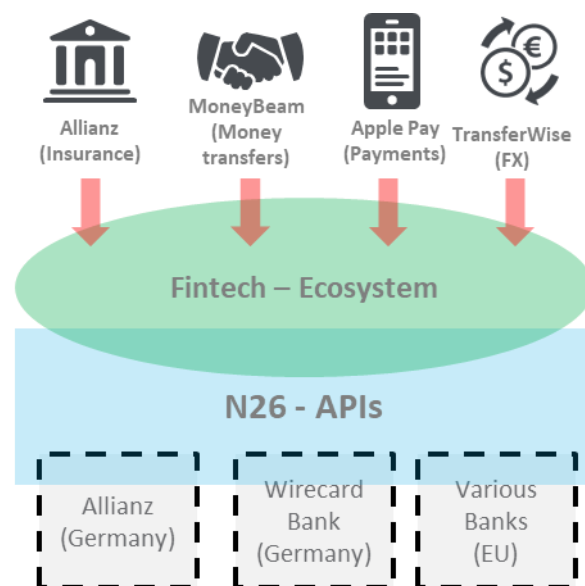 Allianz
(Insurance)
MoneyBeam
(Money
transfers)
Apple Pay
(Payments)
TransferWise
(FX)
€
$
Fintech – Ecosystem
N26 - APIs
Allianz
(Germany)
Wirecard
Bank
(Germany)
Various
Banks
(EU)